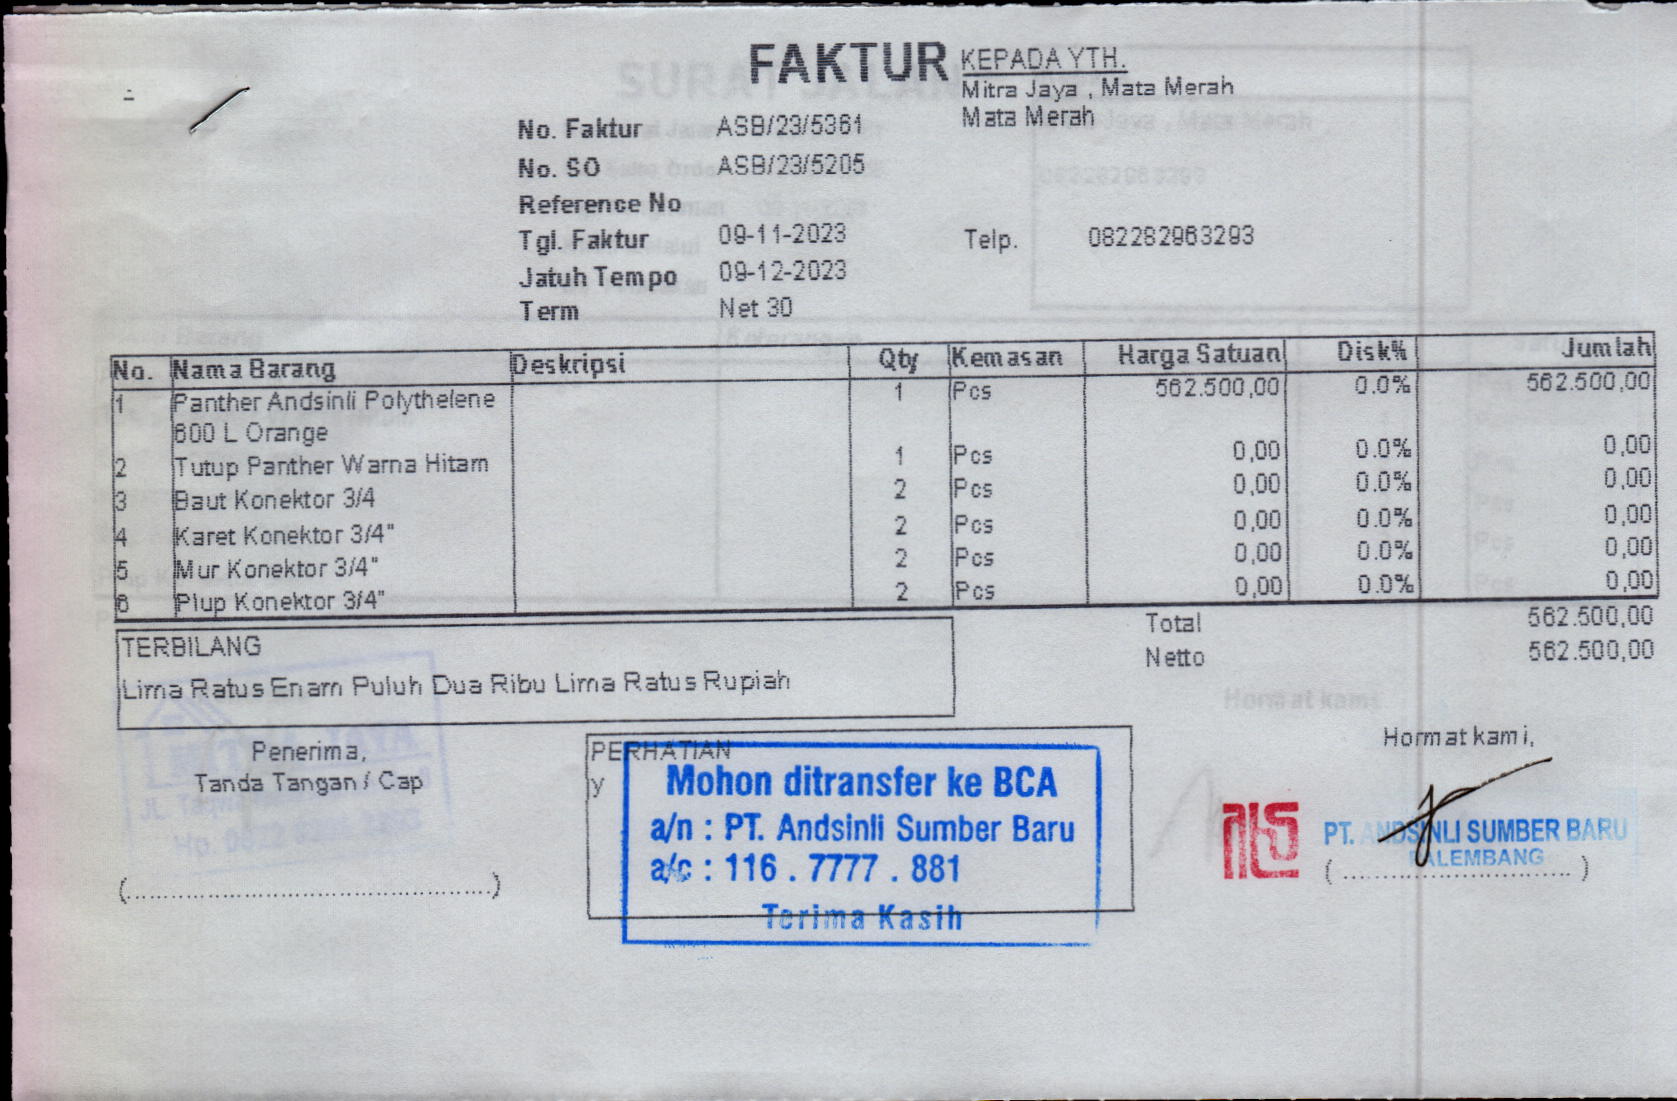 FAKTUR
KEPADA YTH.
Mitra Jaya , Mata Merah
Mata Merah
No. Faktur ASB/23/5361
No. SO ASB/23/5205
Reference No
Tgl. Faktur 09-11-2023
Telp. 082282963293
Jatuh Tempo 09-12-2023
Term Net 30
No. Nama Barang Deskripsi Qty Kemasan Harga Satuan Disk% Jumlah
1 Panther Andsinli Polythelene 1 Pcs 562.500,00 0.0% 562.500,00
600 L Orange
2 Tutup Panther Warna Hitam 1 Pcs 0,00 0.0% 0,00
3 Baut Konektor 3/4 2 Pcs 0,00 0.0% 0,00
4 Karet Konektor 3/4" 2 Pcs 0,00 0.0% 0,00
5 Mur Konektor 3/4" 2 Pcs 0,00 0.0% 0,00
6 Plup Konektor 3/4" 2 Pcs 0,00 0.0% 0,00
Total 562.500,00
Netto 562.500,00
TERBILANG
Lima Ratus Enam Puluh Dua Ribu Lima Ratus Rupiah
Penerima,
Tanda Tangan / Cap
(..........................................)
PERHATIAN
y
Mohon ditransfer ke BCA
a/n : PT. Andsinli Sumber Baru
a/c : 116 . 7777 . 881
Terima Kasih
Hormat kami,
PT. ANDSINLI SUMBER BARU
PALEMBANG
(..........................)